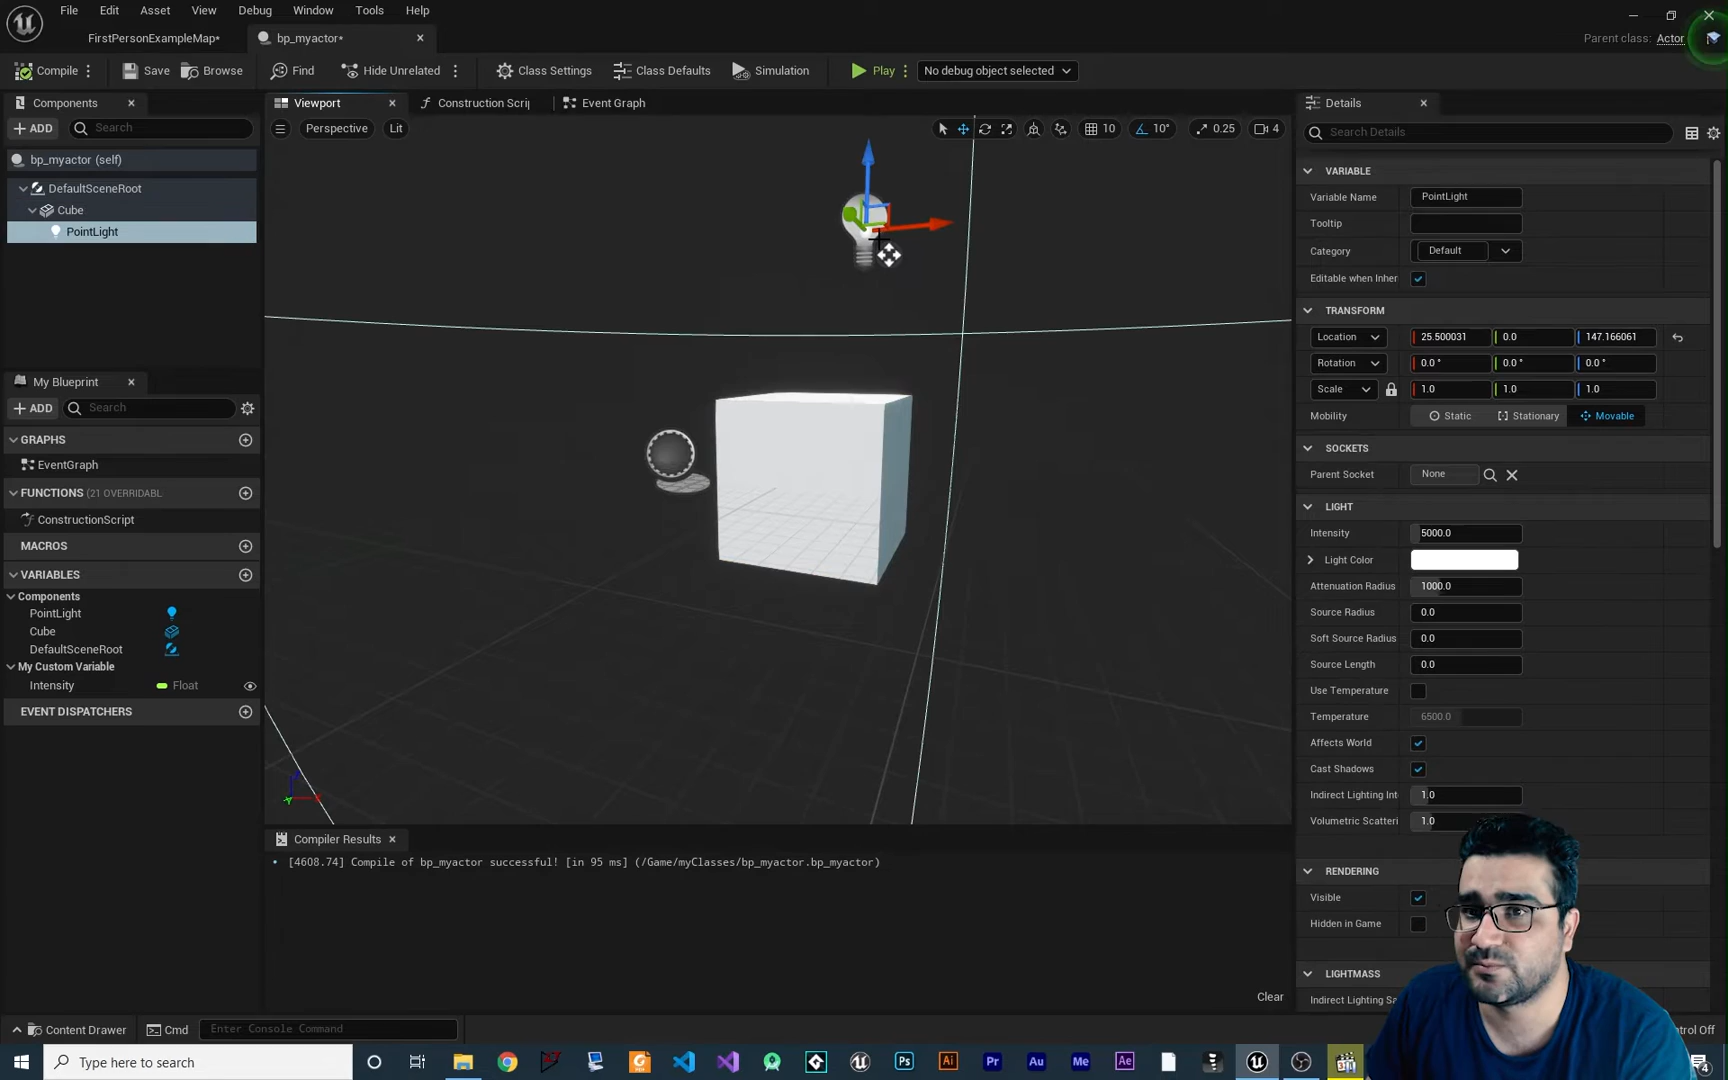 File Edit Asset View Debug Window Tools Help
FirstPersonExampleMap* bp_myactor*
Parent class: Actor
Compile Save Browse Find Hide Unrelated Class Settings Class Defaults Simulation Play No debug object selected
Components
ADD Search
bp_myactor (self)
DefaultSceneRoot
Cube
PointLight
My Blueprint
ADD Search
GRAPHS
EventGraph
FUNCTIONS (21 OVERRIDABL
ConstructionScript
MACROS
VARIABLES
Components
PointLight
Cube
DefaultSceneRoot
My Custom Variable
Intensity Float
EVENT DISPATCHERS
Viewport Construction Scrip Event Graph
Perspective Lit
10 10° 0.25 4
Compiler Results
[4608.74] Compile of bp_myactor successful! [in 95 ms] (/Game/myClasses/bp_myactor.bp_myactor)
Clear
Details
Search Details
VARIABLE
Variable Name PointLight
Tooltip
Category Default
Editable when Inher
TRANSFORM
Location 25.500031 0.0 147.166061
Rotation 0.0 ° 0.0 ° 0.0 °
Scale 1.0 1.0 1.0
Mobility Static Stationary Movable
SOCKETS
Parent Socket None
LIGHT
Intensity 5000.0
Light Color
Attenuation Radius 1000.0
Source Radius 0.0
Soft Source Radius 0.0
Source Length 0.0
Use Temperature
Temperature 6500.0
Affects World
Cast Shadows
Indirect Lighting Int 1.0
Volumetric Scatteri 1.0
RENDERING
Visible
Hidden in Game
LIGHTMASS
Indirect Lighting Sa
Content Drawer Cmd Enter Console Command
ntrol Off
Type here to search
Ps Ai Pr Au Me Ae
4